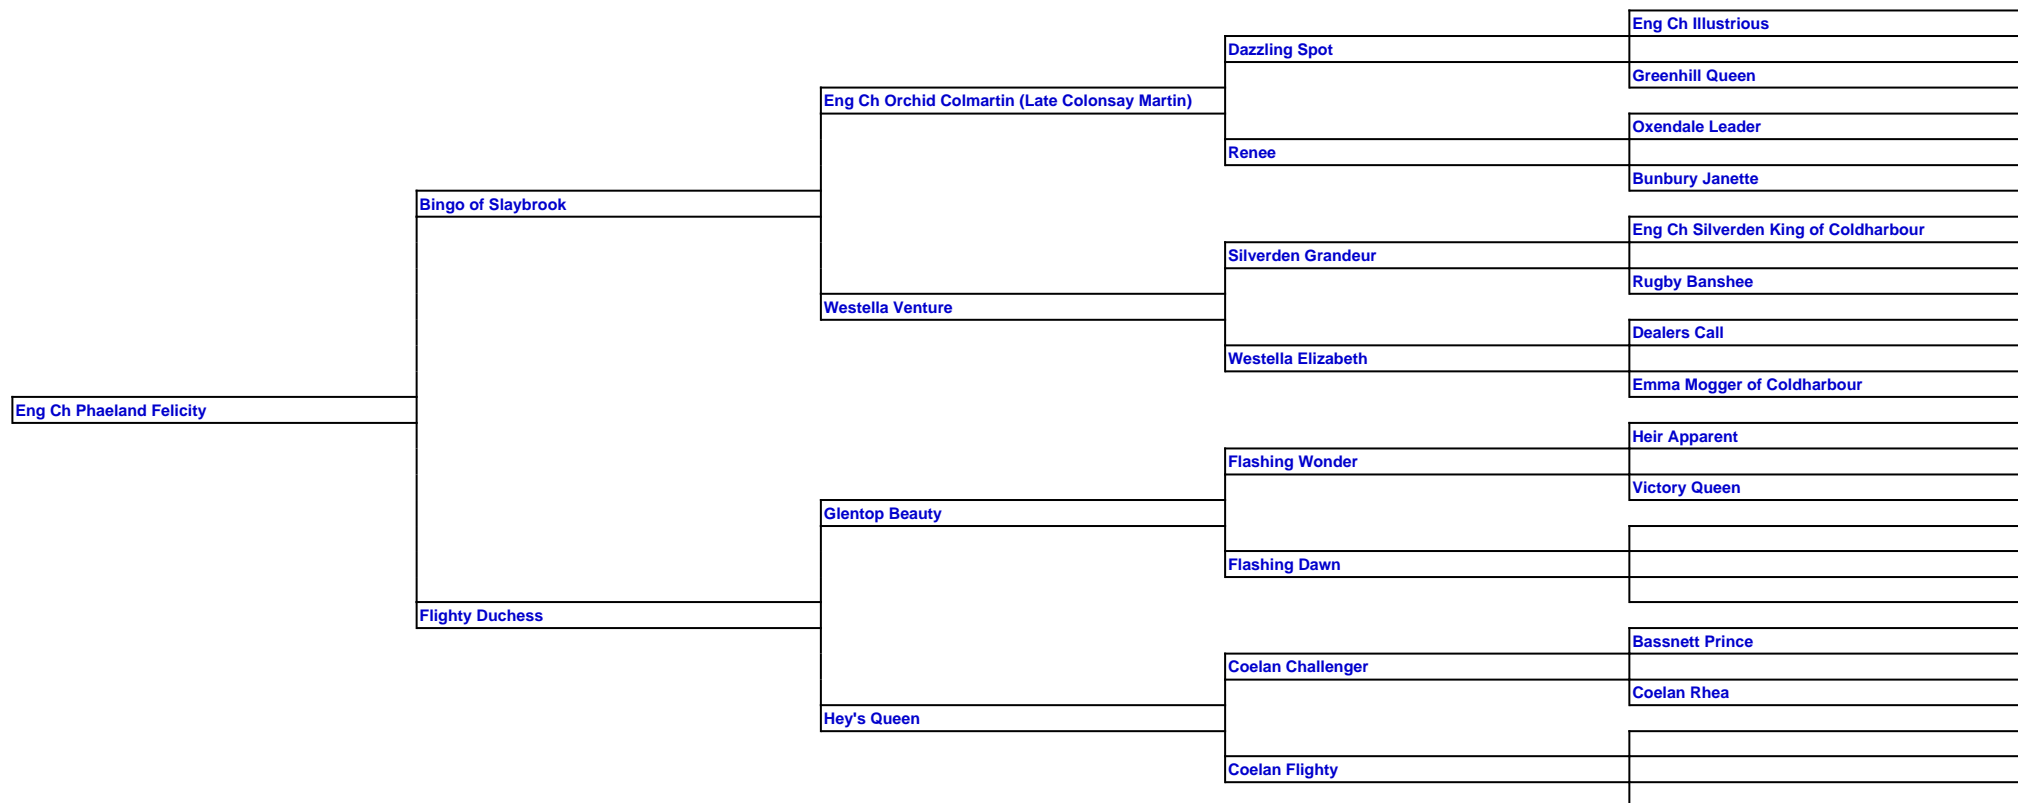 Eng Ch Illustrious
Dazzling Spot
Greenhill Queen
Eng Ch Orchid Colmartin (Late Colonsay Martin)
Oxendale Leader
Renee
Bunbury Janette
Bingo of Slaybrook
Eng Ch Silverden King of Coldharbour
Silverden Grandeur
Rugby Banshee
Westella Venture
Dealers Call
Westella Elizabeth
Emma Mogger of Coldharbour
Eng Ch Phaeland Felicity
Heir Apparent
Flashing Wonder
Victory Queen
Glentop Beauty
Flashing Dawn
Flighty Duchess
Bassnett Prince
Coelan Challenger
Coelan Rhea
Hey's Queen
Coelan Flighty